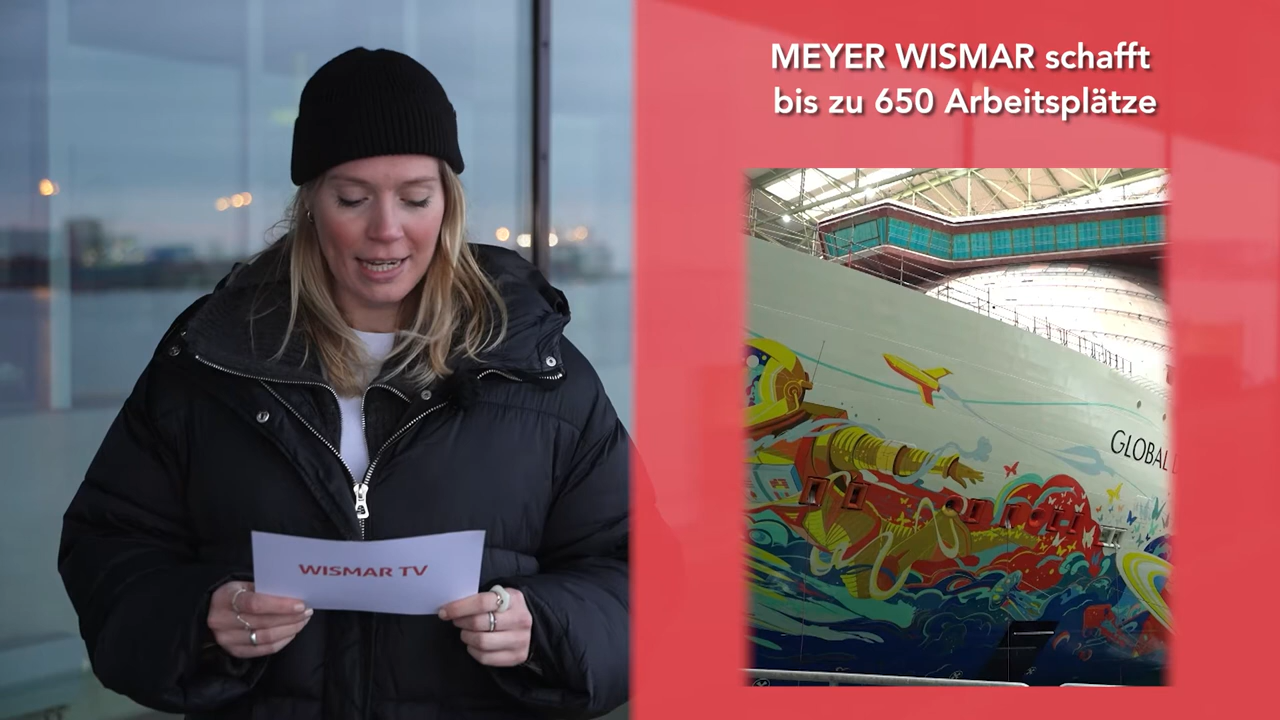 MEYER WISMAR schafft
bis zu 650 Arbeitsplätze
GLOBAL
WISMAR TV